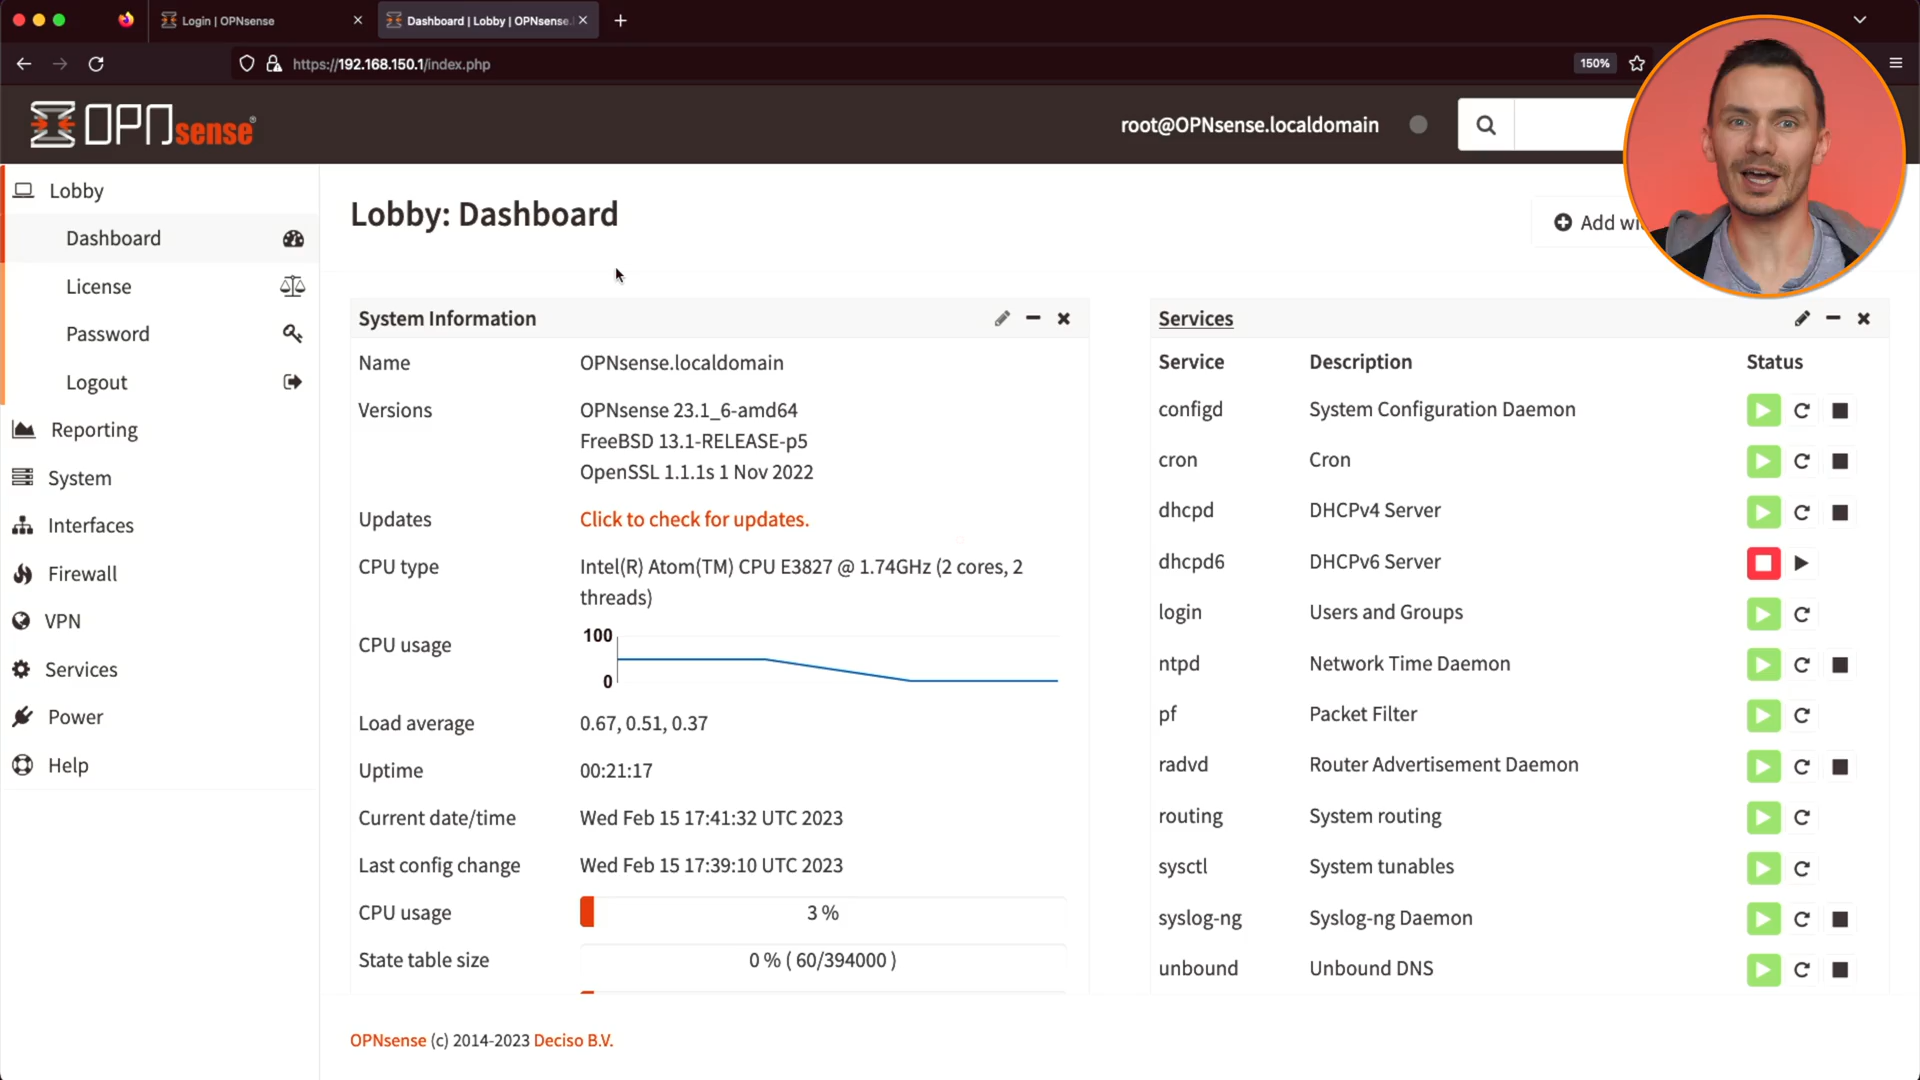 Login | OPNsense
Dashboard | Lobby | OPNsense.
https://192.168.150.1/index.php
150%
OPNsense®
root@OPNsense.localdomain
Lobby
Dashboard
License
Password
Logout
Reporting
System
Interfaces
Firewall
VPN
Services
Power
Help
Lobby: Dashboard
Add
System Information
Name OPNsense.localdomain
Versions OPNsense 23.1_6-amd64
FreeBSD 13.1-RELEASE-p5
OpenSSL 1.1.1s 1 Nov 2022
Updates Click to check for updates.
CPU type Intel(R) Atom(TM) CPU E3827 @ 1.74GHz (2 cores, 2
threads)
CPU usage 100
0
Load average 0.67, 0.51, 0.37
Uptime 00:21:17
Current date/time Wed Feb 15 17:41:32 UTC 2023
Last config change Wed Feb 15 17:39:10 UTC 2023
CPU usage 3 %
State table size 0 % ( 60/394000 )
Services
Service Description Status
configd System Configuration Daemon
cron Cron
dhcpd DHCPv4 Server
dhcpd6 DHCPv6 Server
login Users and Groups
ntpd Network Time Daemon
pf Packet Filter
radvd Router Advertisement Daemon
routing System routing
sysctl System tunables
syslog-ng Syslog-ng Daemon
unbound Unbound DNS
OPNsense (c) 2014-2023 Deciso B.V.